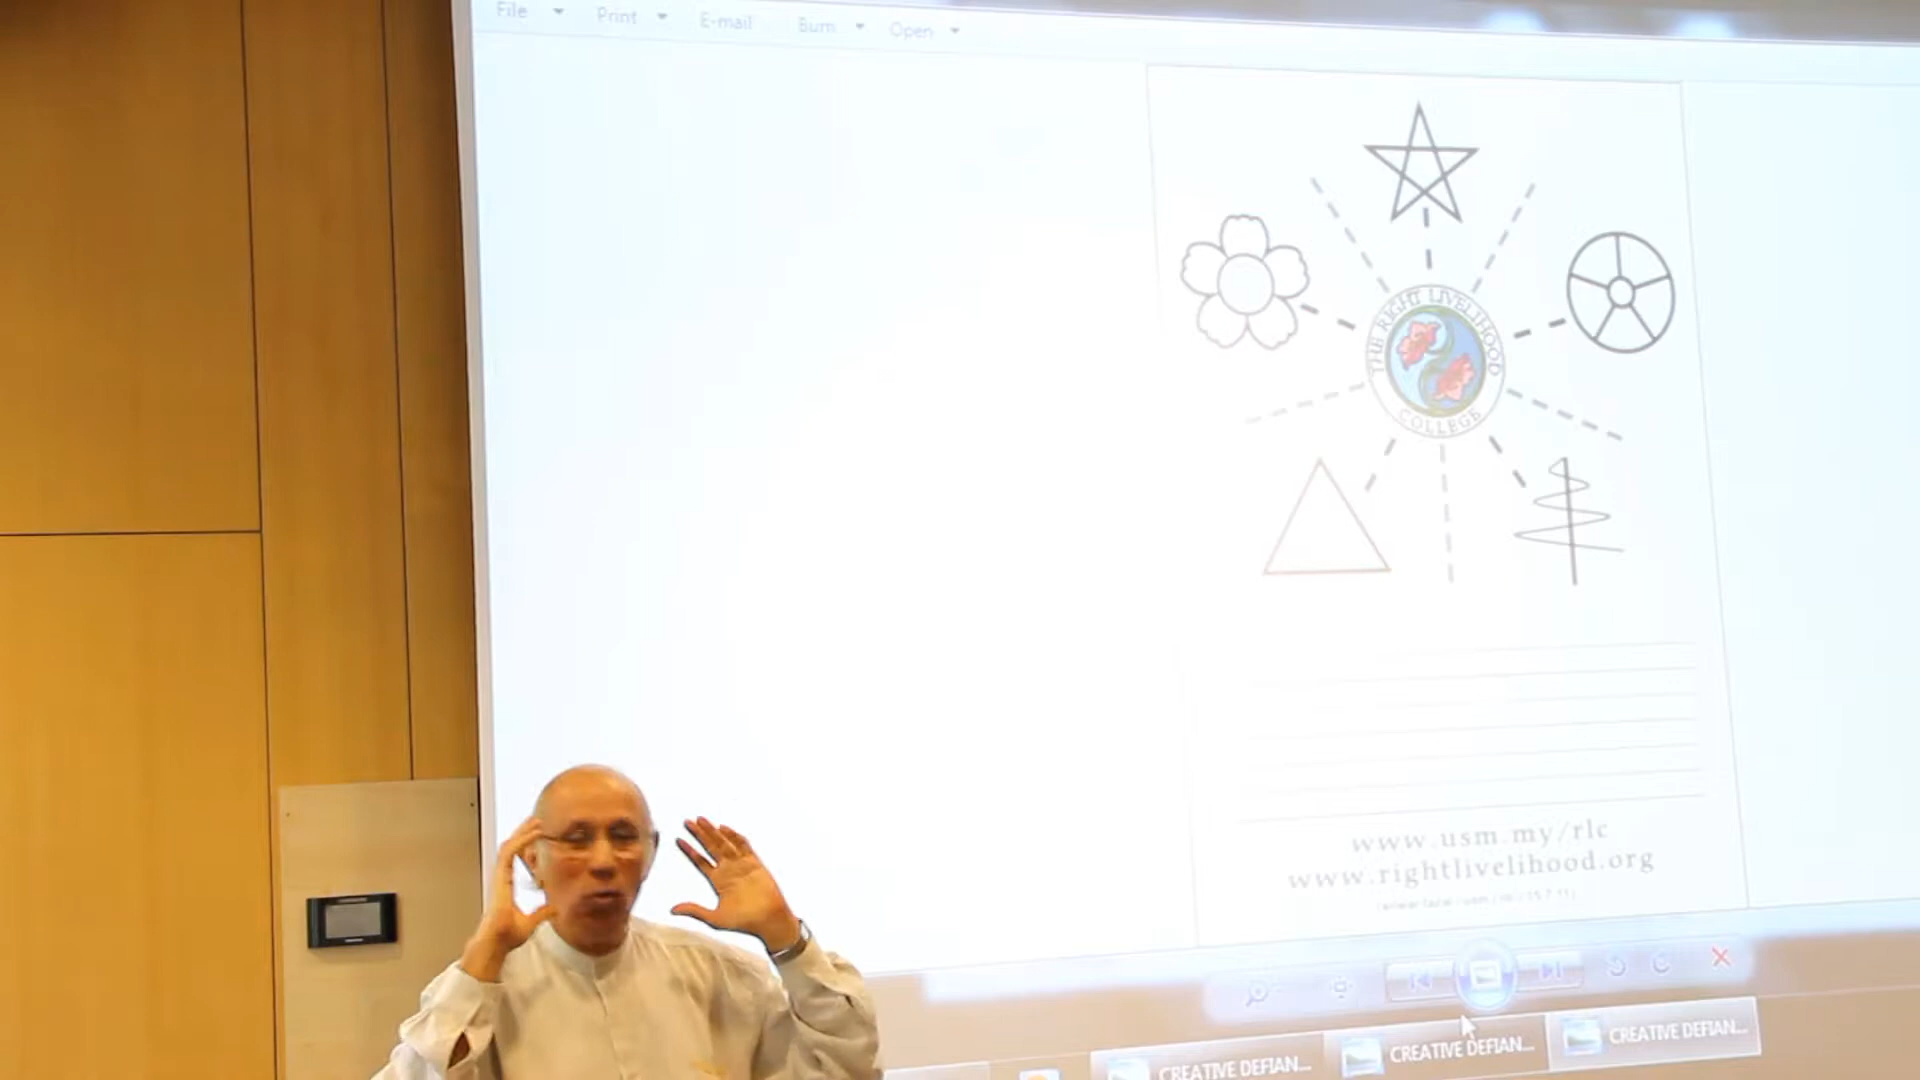 File Print E-mail Burn Open
THE RIGHT LIVELIHOOD
COLLEGE
www.usm.my/rlc
www.rightlivelihood.org
CREATIVE DEFIAN... CREATIVE DEFIAN... CREATIVE DEFIAN...